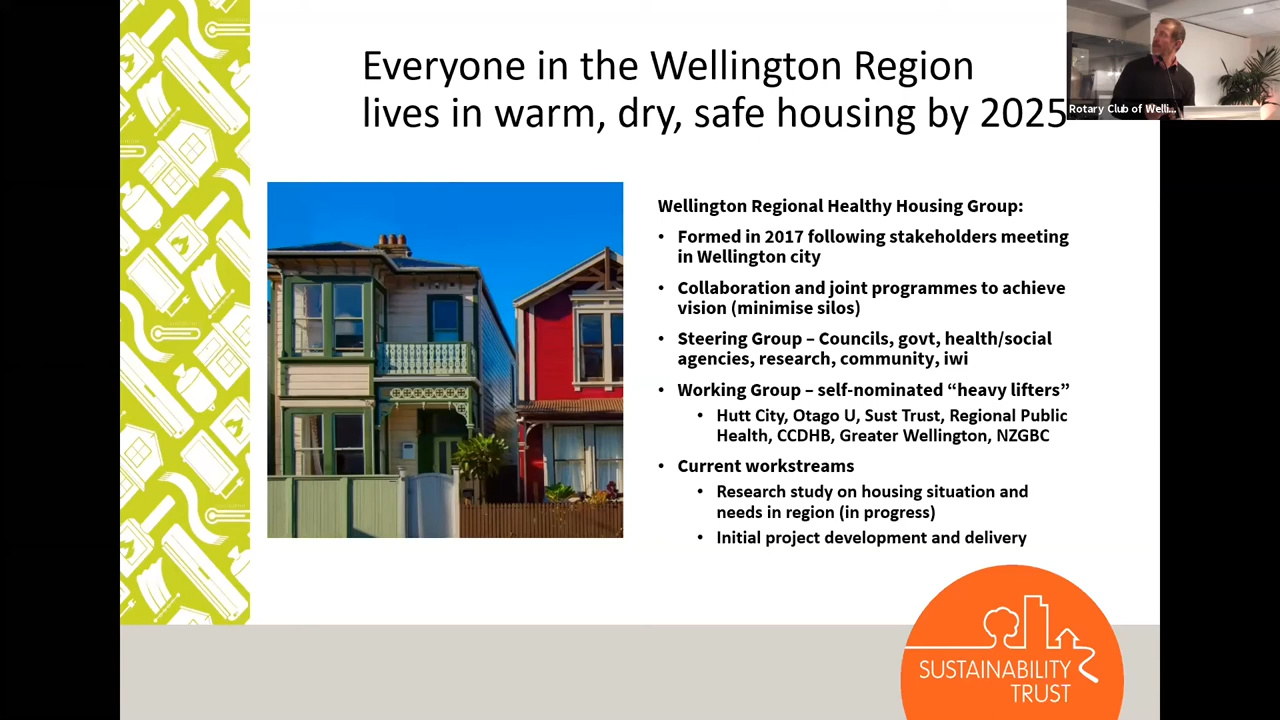 Everyone in the Wellington Region
lives in warm, dry, safe housing by 2025
Rotary Club of Welli...
Wellington Regional Healthy Housing Group:
• Formed in 2017 following stakeholders meeting
in Wellington city
• Collaboration and joint programmes to achieve
vision (minimise silos)
• Steering Group – Councils, govt, health/social
agencies, research, community, iwi
• Working Group – self-nominated “heavy lifters”
• Hutt City, Otago U, Sust Trust, Regional Public
Health, CCDHB, Greater Wellington, NZGBC
• Current workstreams
• Research study on housing situation and
needs in region (in progress)
• Initial project development and delivery
SUSTAINABILITY
TRUST